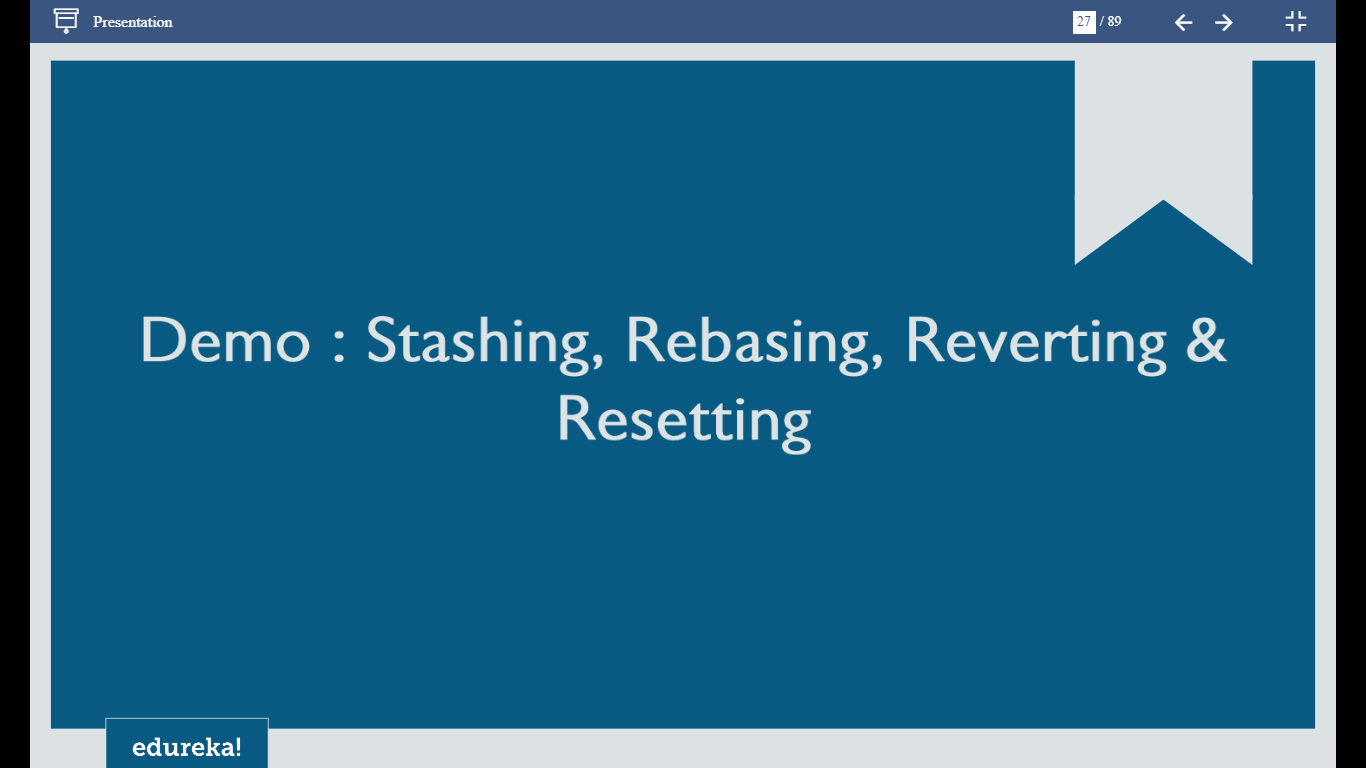 Presentation
27 / 89
Demo : Stashing, Rebasing, Reverting &
Resetting
edureka!